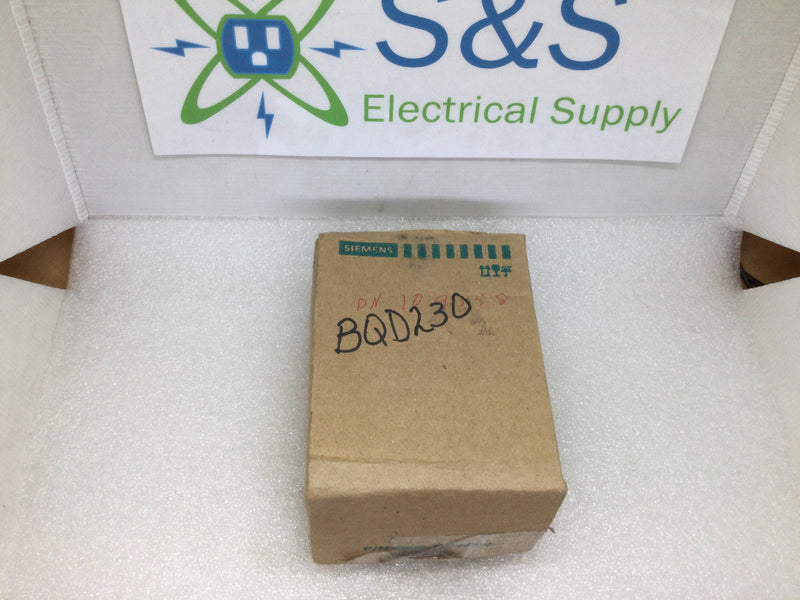 S&S
Electrical Supply
SIEMENS
BQD230
P/N